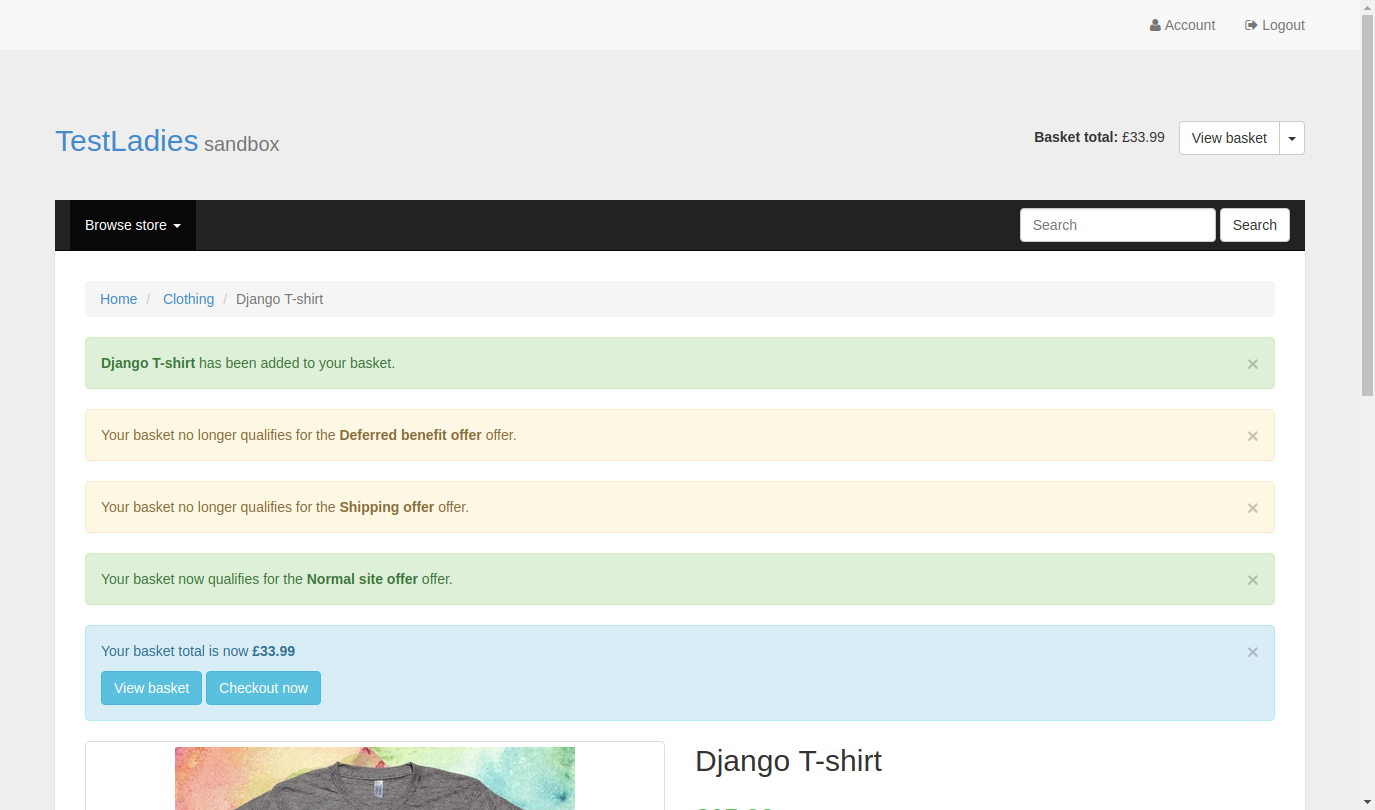 Account Logout
TestLadies sandbox
Basket total: £33.99 View basket
Browse store Search Search
Home / Clothing / Django T-shirt
Django T-shirt has been added to your basket. ×
Your basket no longer qualifies for the Deferred benefit offer offer. ×
Your basket no longer qualifies for the Shipping offer offer. ×
Your basket now qualifies for the Normal site offer offer. ×
Your basket total is now £33.99 ×
View basket Checkout now
Django T-shirt